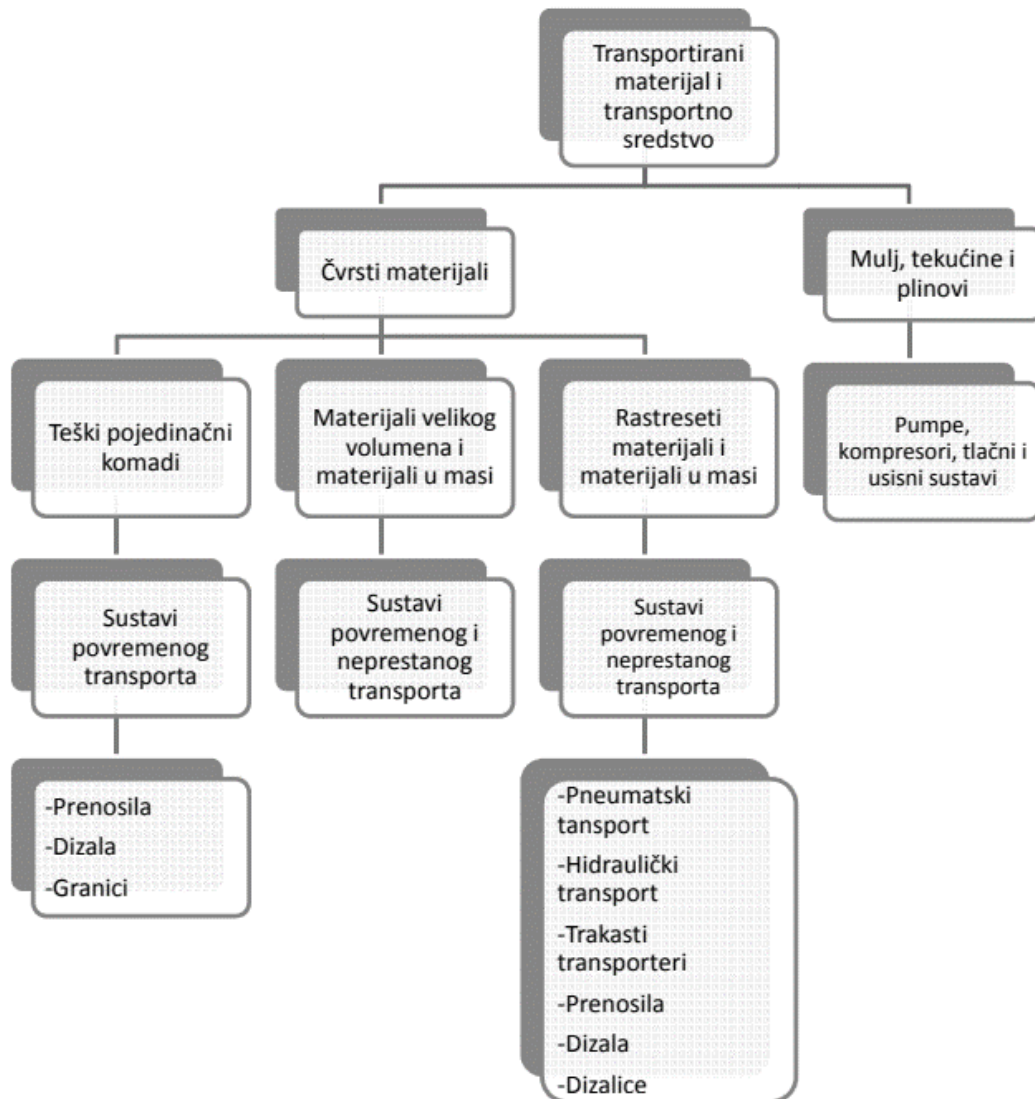 Transportirani
materijal i
transportno
sredstvo
Čvrsti materijali
Mulj, tekućine i
plinovi
Teški pojedinačni
komadi
Materijali velikog
volumena i
materijali u masi
Rastreseti
materijali i
materijali u masi
Pumpe,
kompresori, tlačni i
usisni sustavi
Sustavi
povremenog
transporta
Sustavi
povremenog i
neprestanog
transporta
Sustavi
povremenog i
neprestanog
transporta
-Prenosila
-Dizala
-Granici
-Pneumatski
tansport
-Hidraulički
transport
-Trakasti
transporteri
-Prenosila
-Dizala
-Dizalice